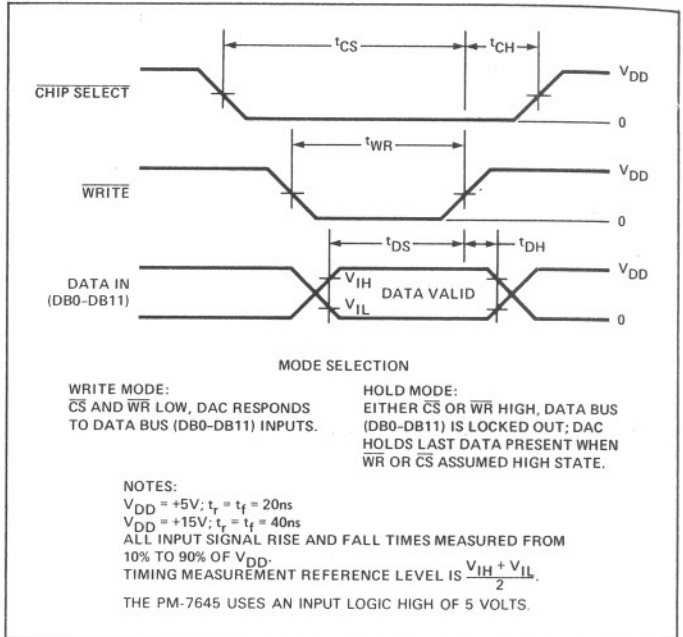 tCS
tCH
CHIP SELECT
VDD
0
tWR
WRITE
VDD
0
tDS
tDH
DATA IN
(DB0-DB11)
VIH
VIL
DATA VALID
VDD
0
MODE SELECTION
WRITE MODE:
CS AND WR LOW, DAC RESPONDS
TO DATA BUS (DB0-DB11) INPUTS.
HOLD MODE:
EITHER CS OR WR HIGH, DATA BUS
(DB0-DB11) IS LOCKED OUT; DAC
HOLDS LAST DATA PRESENT WHEN
WR OR CS ASSUMED HIGH STATE.
NOTES:
VDD = +5V; tr = tf = 20ns
VDD = +15V; tr = tf = 40ns
ALL INPUT SIGNAL RISE AND FALL TIMES MEASURED FROM
10% TO 90% OF VDD.
TIMING MEASUREMENT REFERENCE LEVEL IS (VIH + VIL)/2.
THE PM-7645 USES AN INPUT LOGIC HIGH OF 5 VOLTS.